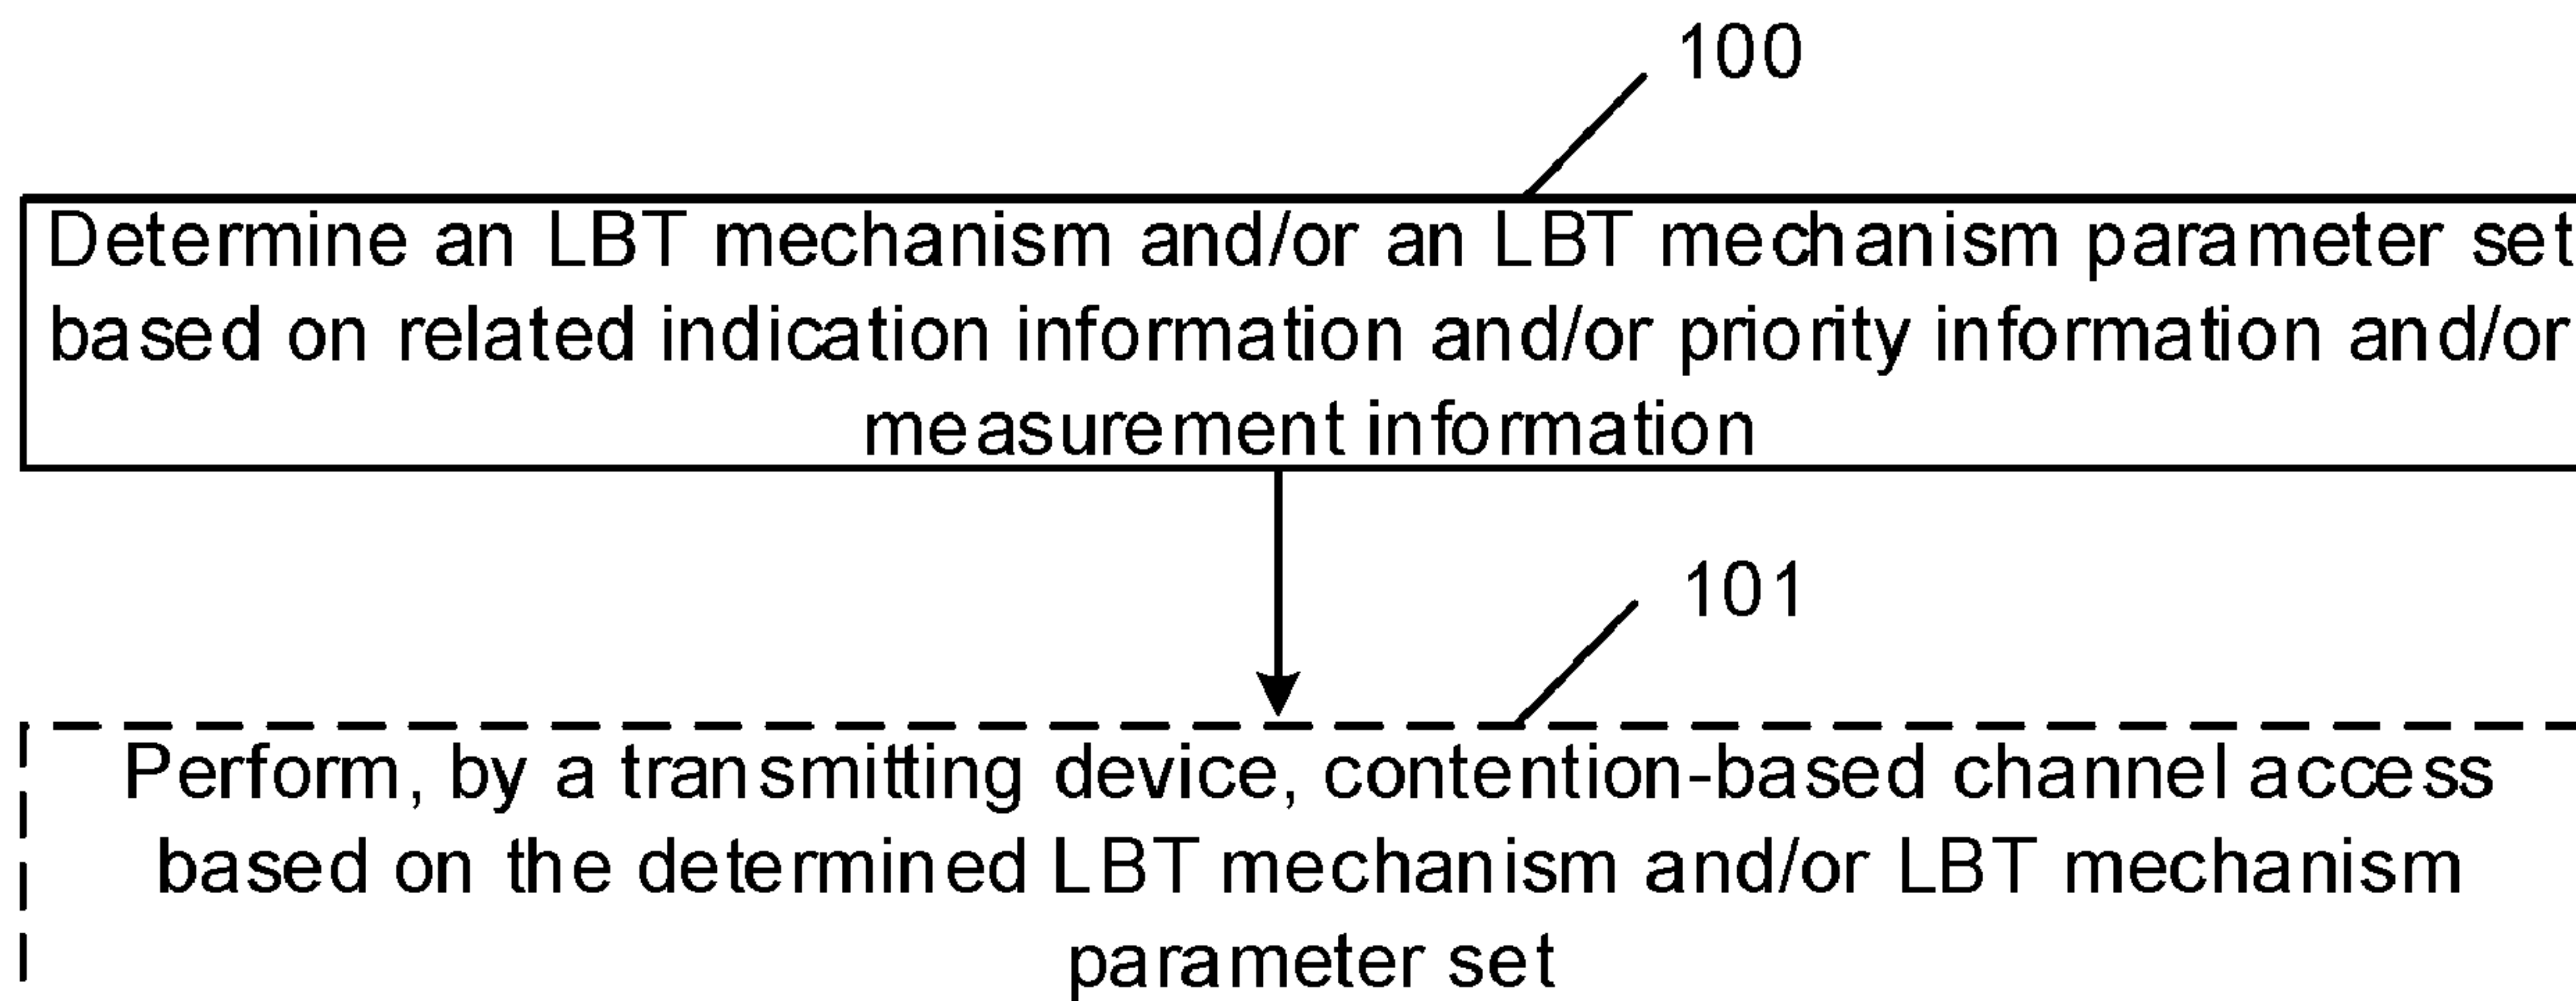 100
Determine an LBT mechanism and/or an LBT mechanism parameter set
based on related indication information and/or priority information and/or
measurement information
101
Perform, by a transmitting device, contention-based channel access
based on the determined LBT mechanism and/or LBT mechanism
parameter set